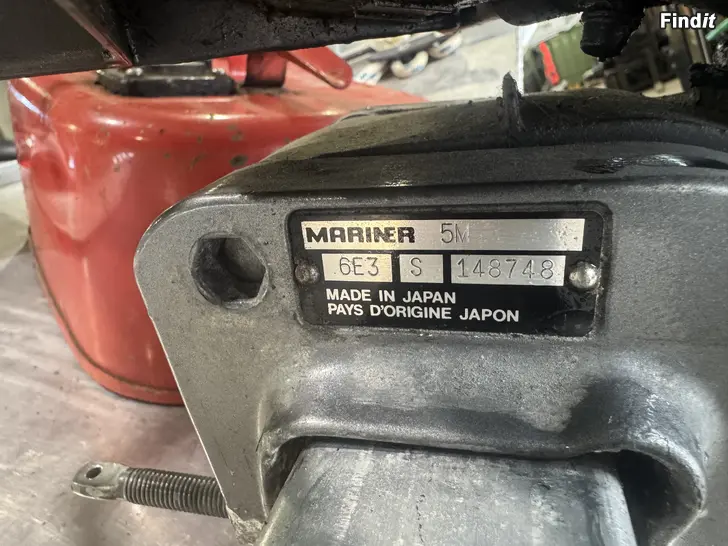 Findit
MARINER 5M
6E3 S 148748
MADE IN JAPAN
PAYS D'ORIGINE JAPON